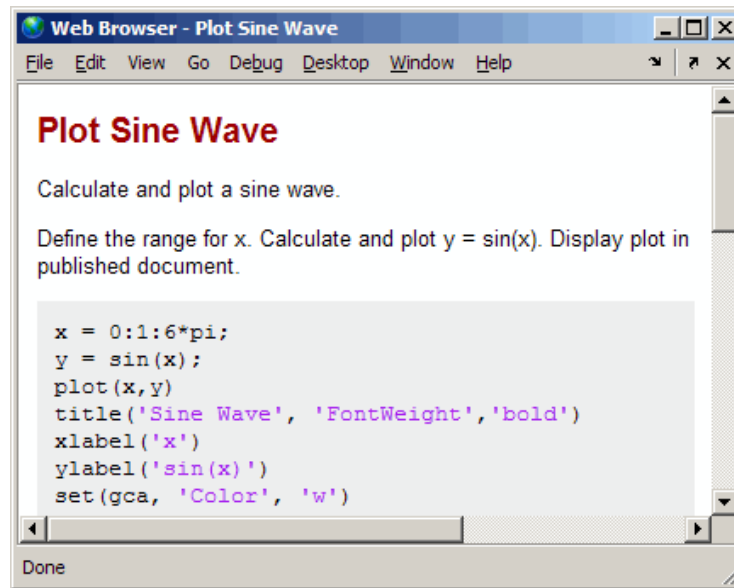 Web Browser - Plot Sine Wave
File Edit View Go Debug Desktop Window Help
Plot Sine Wave
Calculate and plot a sine wave.
Define the range for x. Calculate and plot y = sin(x). Display plot in
published document.
x = 0:1:6*pi;
y = sin(x);
plot(x,y)
title('Sine Wave', 'FontWeight','bold')
xlabel('x')
ylabel('sin(x)')
set(gca, 'Color', 'w')
Done